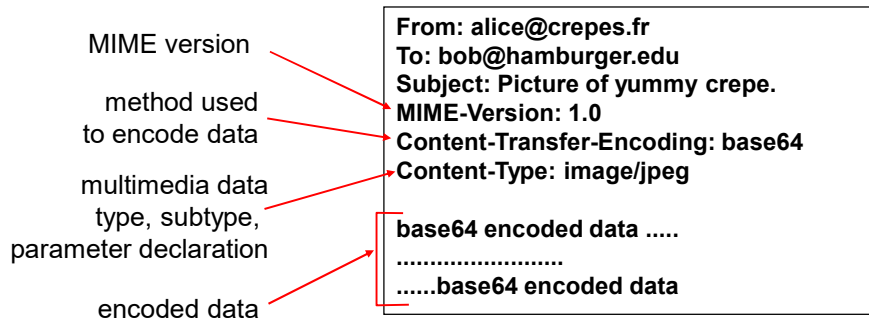 MIME version
method used
to encode data
multimedia data
type, subtype,
parameter declaration
encoded data
From: alice@crepes.fr
To: bob@hamburger.edu
Subject: Picture of yummy crepe.
MIME-Version: 1.0
Content-Transfer-Encoding: base64
Content-Type: image/jpeg
base64 encoded data .....
.........................
......base64 encoded data